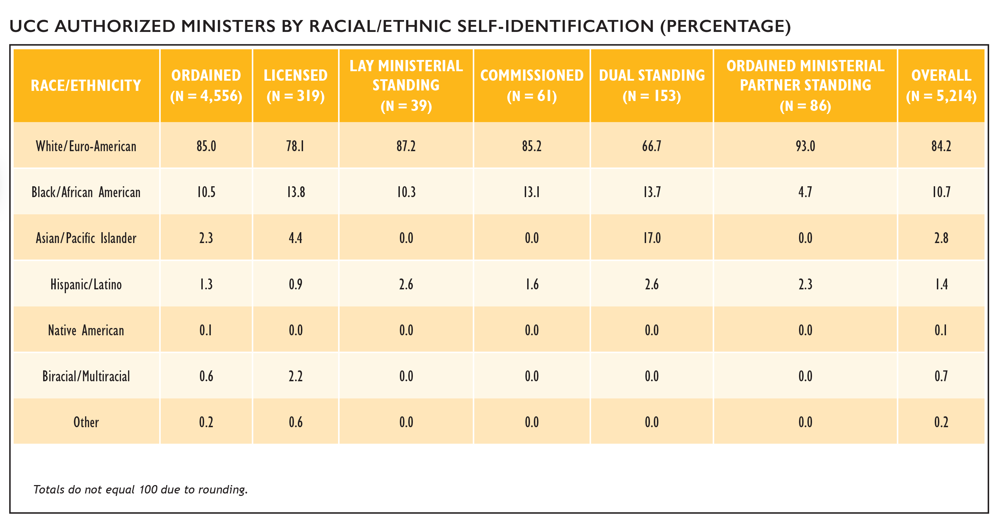 UCC AUTHORIZED MINISTERS BY RACIAL/ETHNIC SELF-IDENTIFICATION (PERCENTAGE)
RACE/ETHNICITY ORDAINED (N = 4,556) LICENSED (N = 319) LAY MINISTERIAL STANDING (N = 39) COMMISSIONED (N = 61) DUAL STANDING (N = 153) ORDAINED MINISTERIAL PARTNER STANDING (N = 86) OVERALL (N = 5,214)
White/Euro-American 85.0 78.1 87.2 85.2 66.7 93.0 84.2
Black/African American 10.5 13.8 10.3 13.1 13.7 4.7 10.7
Asian/Pacific Islander 2.3 4.4 0.0 0.0 17.0 0.0 2.8
Hispanic/Latino 1.3 0.9 2.6 1.6 2.6 2.3 1.4
Native American 0.1 0.0 0.0 0.0 0.0 0.0 0.1
Biracial/Multiracial 0.6 2.2 0.0 0.0 0.0 0.0 0.7
Other 0.2 0.6 0.0 0.0 0.0 0.0 0.2
Totals do not equal 100 due to rounding.